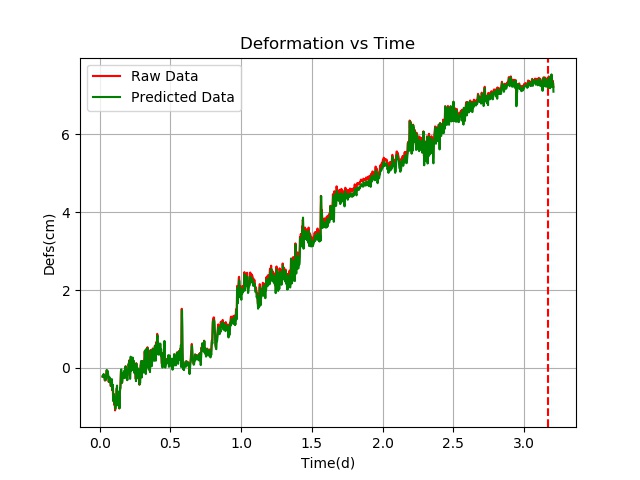 Deformation vs Time
Raw Data
Predicted Data
Defs(cm)
6
4
2
0
0.0 0.5 1.0 1.5 2.0 2.5 3.0
Time(d)